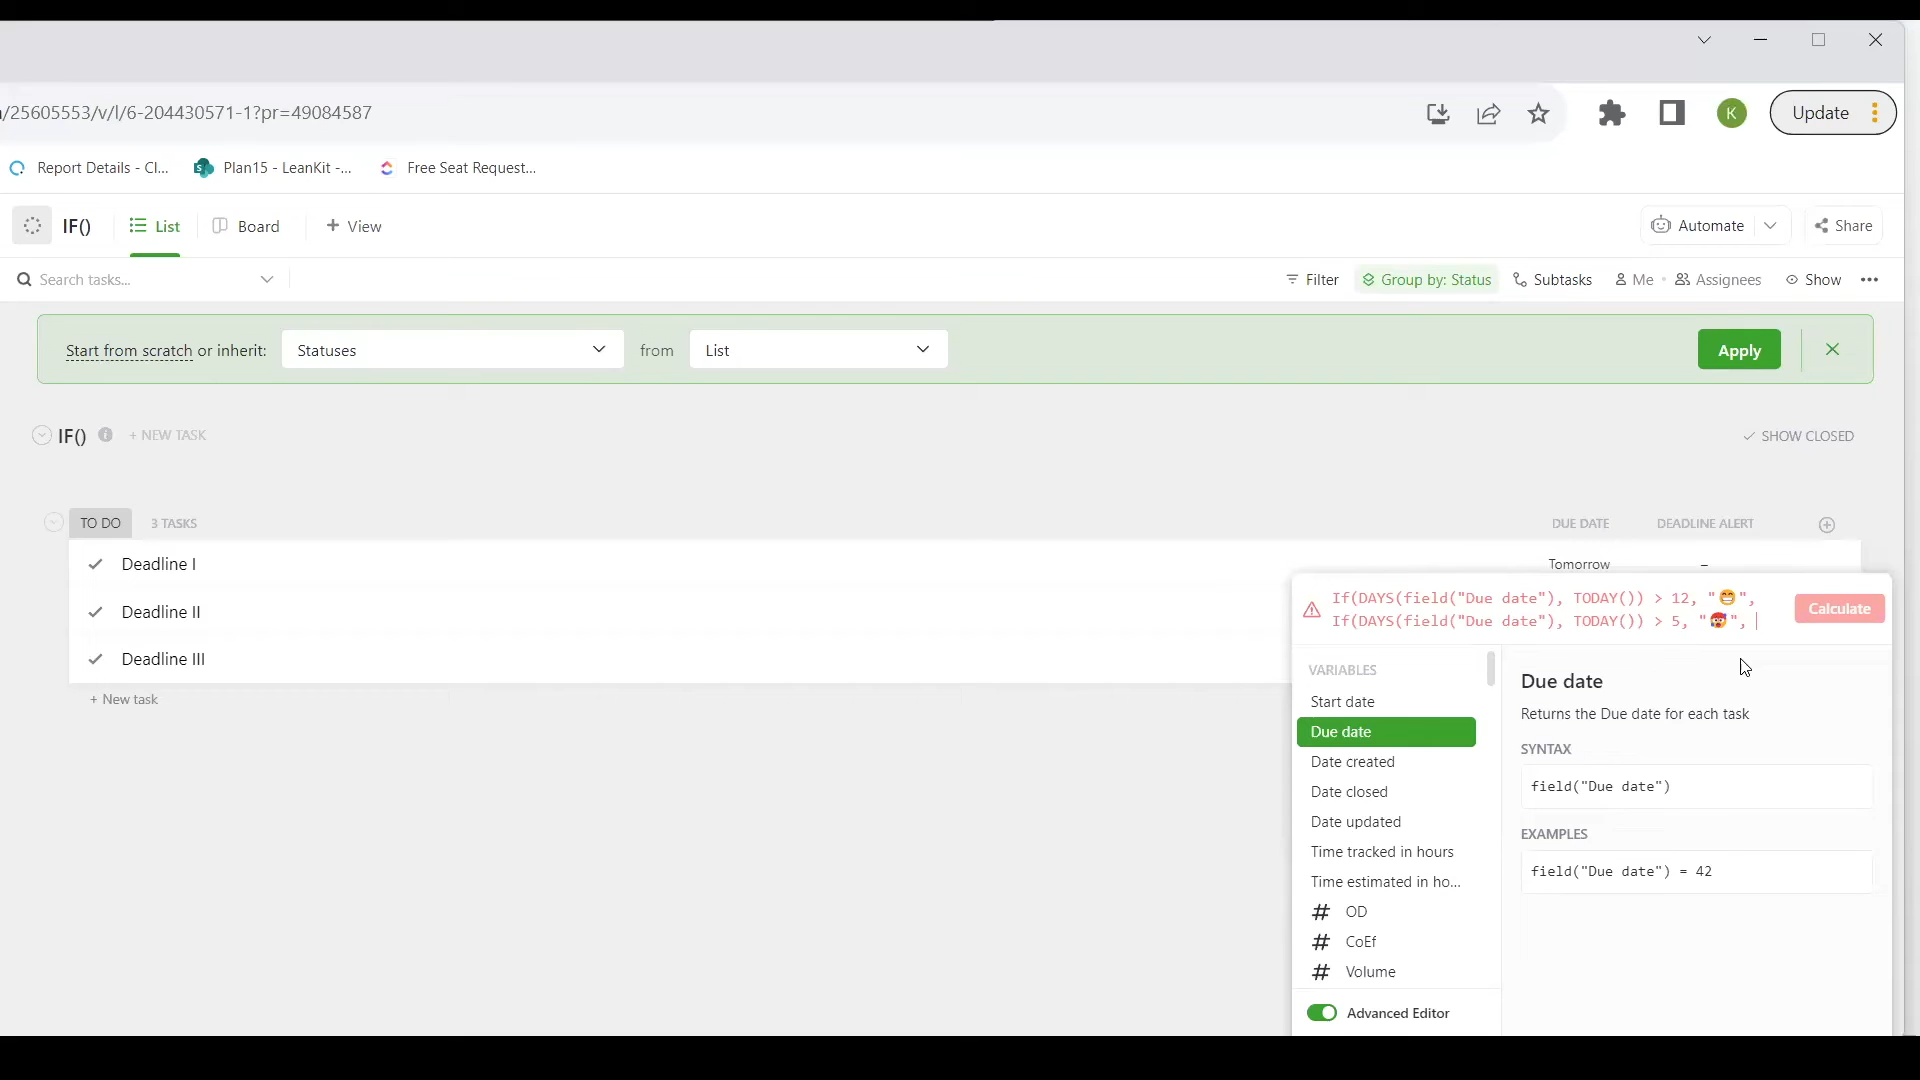 /25605553/v/l/6-204430571-1?pr=49084587
K
Update
Report Details - Cl...
Plan15 - LeanKit -...
Free Seat Request...
IF()
List
Board
+ View
Automate
Share
Search tasks...
Filter
Group by: Status
Subtasks
Me
Assignees
Show
Start from scratch or inherit:
Statuses
from
List
Apply
IF()
+ NEW TASK
SHOW CLOSED
TO DO
3 TASKS
DUE DATE
DEADLINE ALERT
Deadline I
Tomorrow
–
Deadline II
Deadline III
+ New task
If(DAYS(field("Due date"), TODAY()) > 12, "😁",
If(DAYS(field("Due date"), TODAY()) > 5, "🥵",
Calculate
VARIABLES
Start date
Due date
Date created
Date closed
Date updated
Time tracked in hours
Time estimated in ho...
# OD
# CoEf
# Volume
Advanced Editor
Due date
Returns the Due date for each task
SYNTAX
field("Due date")
EXAMPLES
field("Due date") = 42